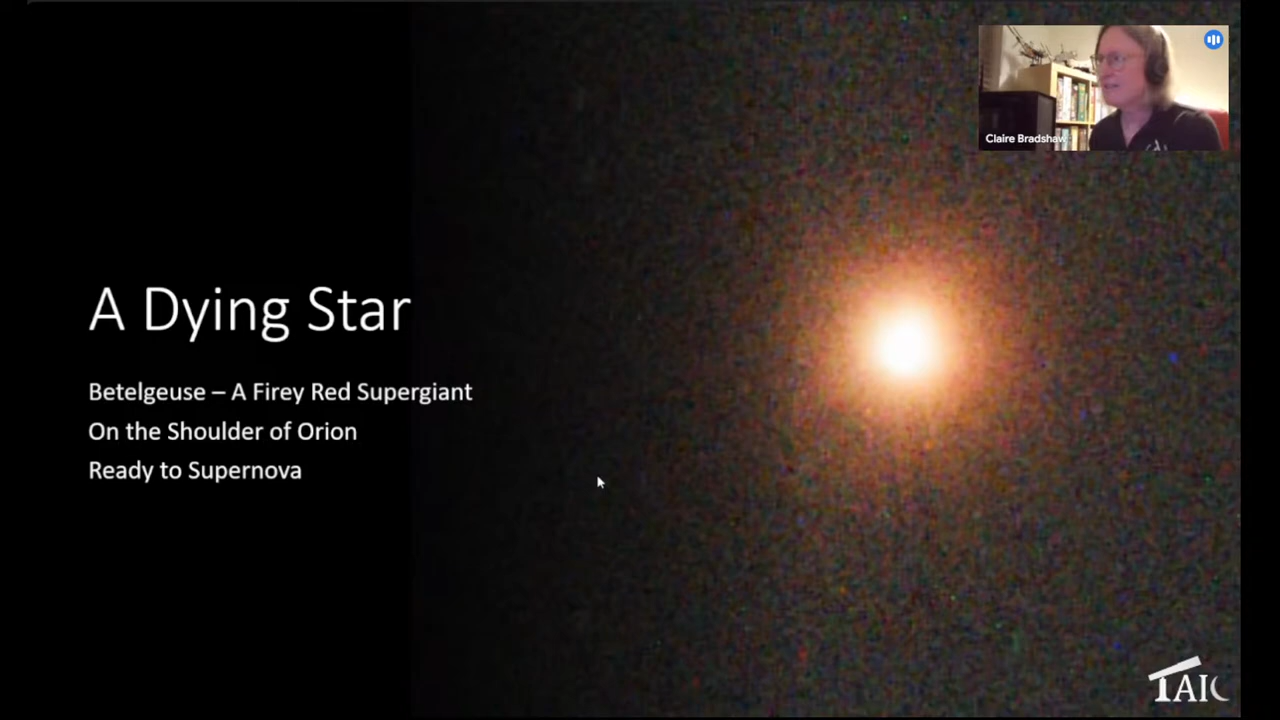 Claire Bradshaw
A Dying Star
Betelgeuse – A Firey Red Supergiant
On the Shoulder of Orion
Ready to Supernova
TAIC